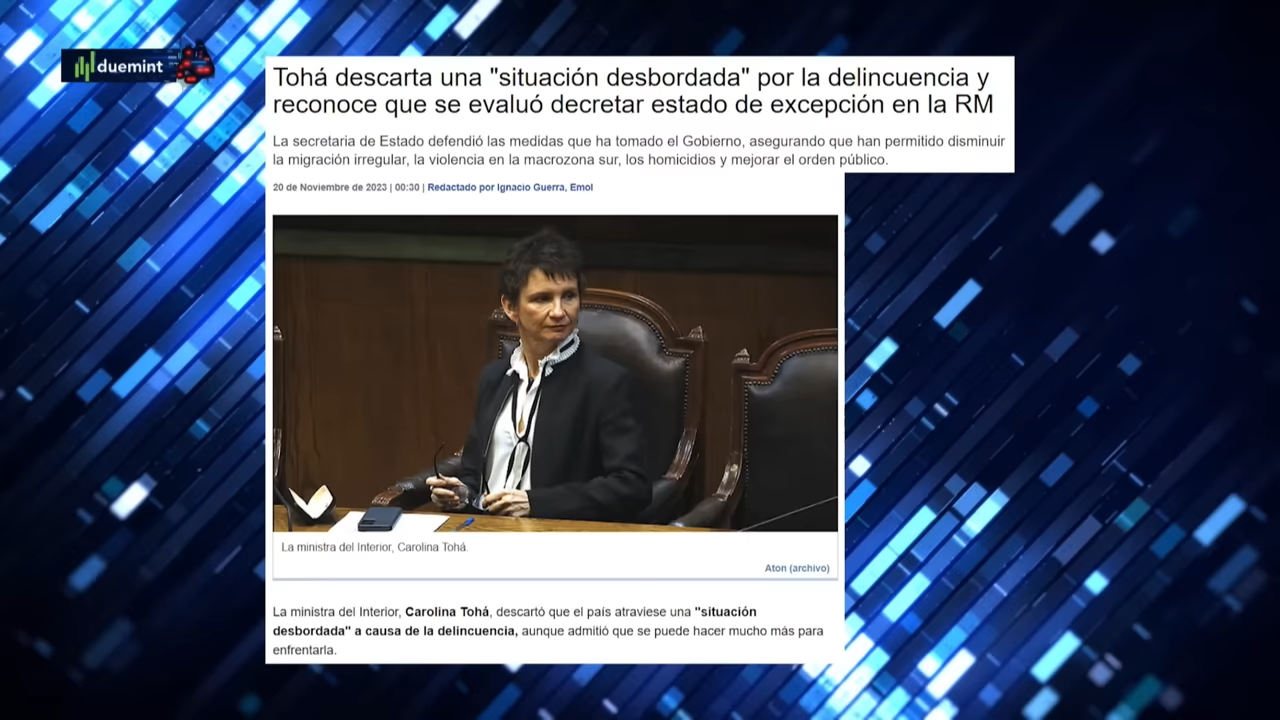 duemint
Tohá descarta una "situación desbordada" por la delincuencia y
reconoce que se evaluó decretar estado de excepción en la RM
La secretaria de Estado defendió las medidas que ha tomado el Gobierno, asegurando que han permitido disminuir
la migración irregular, la violencia en la macrozona sur, los homicidios y mejorar el orden público.
20 de Noviembre de 2023 | 00:30 | Redactado por Ignacio Guerra, Emol
La ministra del Interior, Carolina Tohá.
Aton (archivo)
La ministra del Interior, Carolina Tohá, descartó que el país atraviese una "situación
desbordada" a causa de la delincuencia, aunque admitió que se puede hacer mucho más para
enfrentarla.